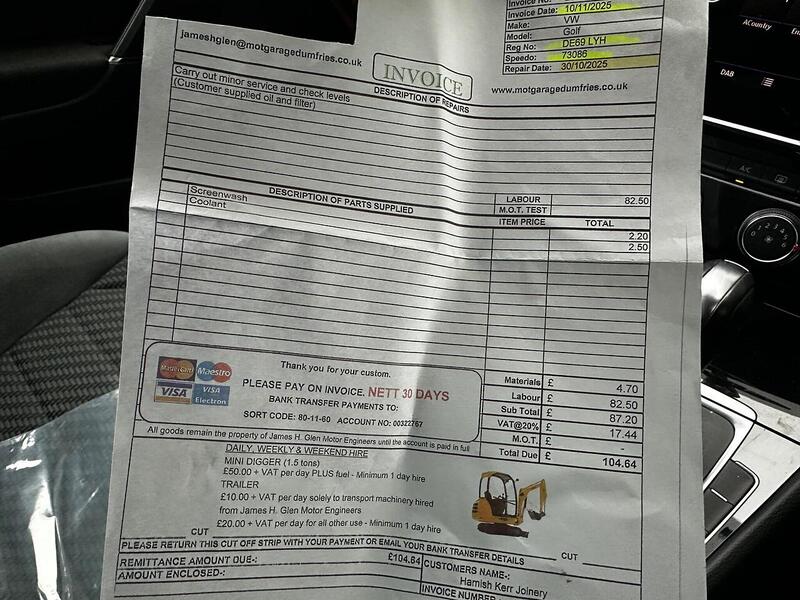 Invoice No:
Invoice Date: 10/11/2025
Make: VW
Model: Golf
Reg No: DE69 LYH
Speedo: 73086
Repair Date: 30/10/2025
jameshglen@motgaragedumfries.co.uk
INVOICE
www.motgaragedumfries.co.uk
DESCRIPTION OF REPAIRS
Carry out minor service and check levels
(Customer supplied oil and filter)
LABOUR 82.50
M.O.T. TEST
DESCRIPTION OF PARTS SUPPLIED ITEM PRICE TOTAL
Screenwash 2.20
Coolant 2.50
MasterCard Maestro
VISA VISA Electron
Thank you for your custom.
PLEASE PAY ON INVOICE. NETT 30 DAYS
BANK TRANSFER PAYMENTS TO:
SORT CODE: 80-11-60 ACCOUNT NO: 00322767
Materials £ 4.70
Labour £ 82.50
Sub Total £ 87.20
VAT@20% £ 17.44
M.O.T. £ -
Total Due £ 104.64
All goods remain the property of James H. Glen Motor Engineers until the account is paid in full
DAILY, WEEKLY & WEEKEND HIRE
MINI DIGGER (1.5 tons)
£50.00 + VAT per day PLUS fuel - Minimum 1 day hire
TRAILER
£10.00 + VAT per day solely to transport machinery hired
from James H. Glen Motor Engineers
£20.00 + VAT per day for all other use - Minimum 1 day hire
CUT CUT
PLEASE RETURN THIS CUT OFF STRIP WITH YOUR PAYMENT OR EMAIL YOUR BANK TRANSFER DETAILS
REMITTANCE AMOUNT DUE-: £104.64
AMOUNT ENCLOSED-:
CUSTOMERS NAME-:
Hamish Kerr Joinery
INVOICE NUMBER
DAB
A/C